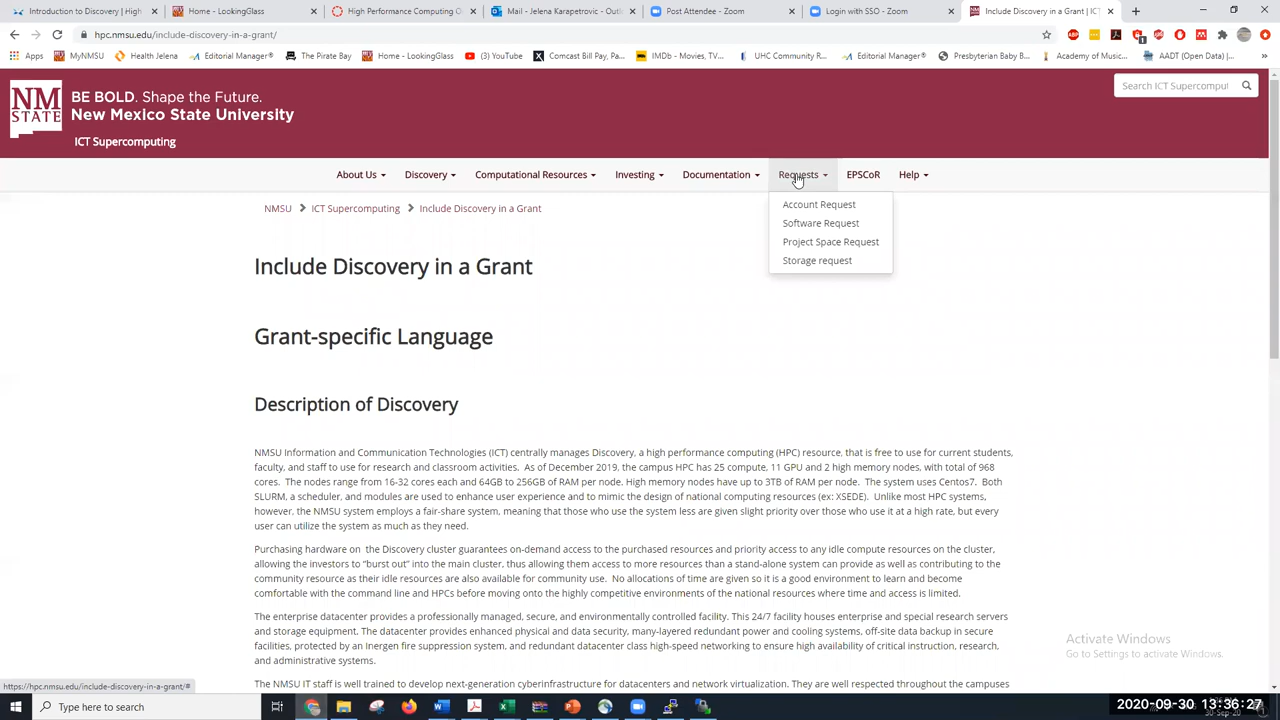 Introduction to Discovery | High
Home - LookingGlass
High Performance Computing O
Mail - Jelena Karapetrovic - Outl
Post Attendee - Zoom
Login with SSO - Zoom
Include Discovery in a Grant | ICT
hpc.nmsu.edu/include-discovery-in-a-grant/
Apps
MyNMSU
Health Jelena
Editorial Manager®
The Pirate Bay
Home - LookingGlass
(3) YouTube
Comcast Bill Pay, Pa...
IMDb - Movies, TV...
UHC Community R...
Editorial Manager®
Presbyterian Baby...
Academy of Music...
AADT (Open Data) |...
NM STATE
BE BOLD. Shape the Future.
New Mexico State University
ICT Supercomputing
Search ICT Supercomput
About Us
Discovery
Computational Resources
Investing
Documentation
Requests
EPSCoR
Help
Account Request
Software Request
Project Space Request
Storage request
NMSU > ICT Supercomputing > Include Discovery in a Grant
Include Discovery in a Grant
Grant-specific Language
Description of Discovery
NMSU Information and Communication Technologies (ICT) centrally manages Discovery, a high performance computing (HPC) resource, that is free to use for current students,
faculty, and staff to use for research and classroom activities. As of December 2019, the campus HPC has 25 compute, 11 GPU and 2 high memory nodes, with total of 968
cores. The nodes range from 16-32 cores each and 64GB to 256GB of RAM per node. High memory nodes have up to 3TB of RAM per node. The system uses Centos7. Both
SLURM, a scheduler, and modules are used to enhance user experience and to mimic the design of national computing resources (ex: XSEDE). Unlike most HPC systems,
however, the NMSU system employs a fair-share system, meaning that those who use the system less are given slight priority over those who use it at a high rate, but every
user can utilize the system as much as they need.
Purchasing hardware on the Discovery cluster guarantees on-demand access to the purchased resources and priority access to any idle compute resources on the cluster,
allowing the investors to “burst out” into the main cluster, thus allowing them access to more resources than a stand-alone system can provide as well as contributing to the
community resource as their idle resources are also available for community use. No allocations of time are given so it is a good environment to learn and become
comfortable with the command line and HPCs before moving onto the highly competitive environments of the national resources where time and access is limited.
The enterprise datacenter provides a professionally managed, secure, and environmentally controlled facility. This 24/7 facility houses enterprise and special research servers
and storage equipment. The datacenter provides enhanced physical and data security, many-layered redundant power and cooling systems, off-site data backup in secure
facilities, protected by an Inergen fire suppression system, and redundant datacenter class high-speed networking to ensure high availability of critical instruction, research,
and administrative systems.
The NMSU IT staff is well trained to develop next-generation cyberinfrastructure for datacenters and network virtualization. They are well respected throughout the campuses
Activate Windows
Go to Settings to activate Windows.
https://hpc.nmsu.edu/include-discovery-in-a-grant/#
Type here to search
2020-09-30 13:36:27
30-Sep-20